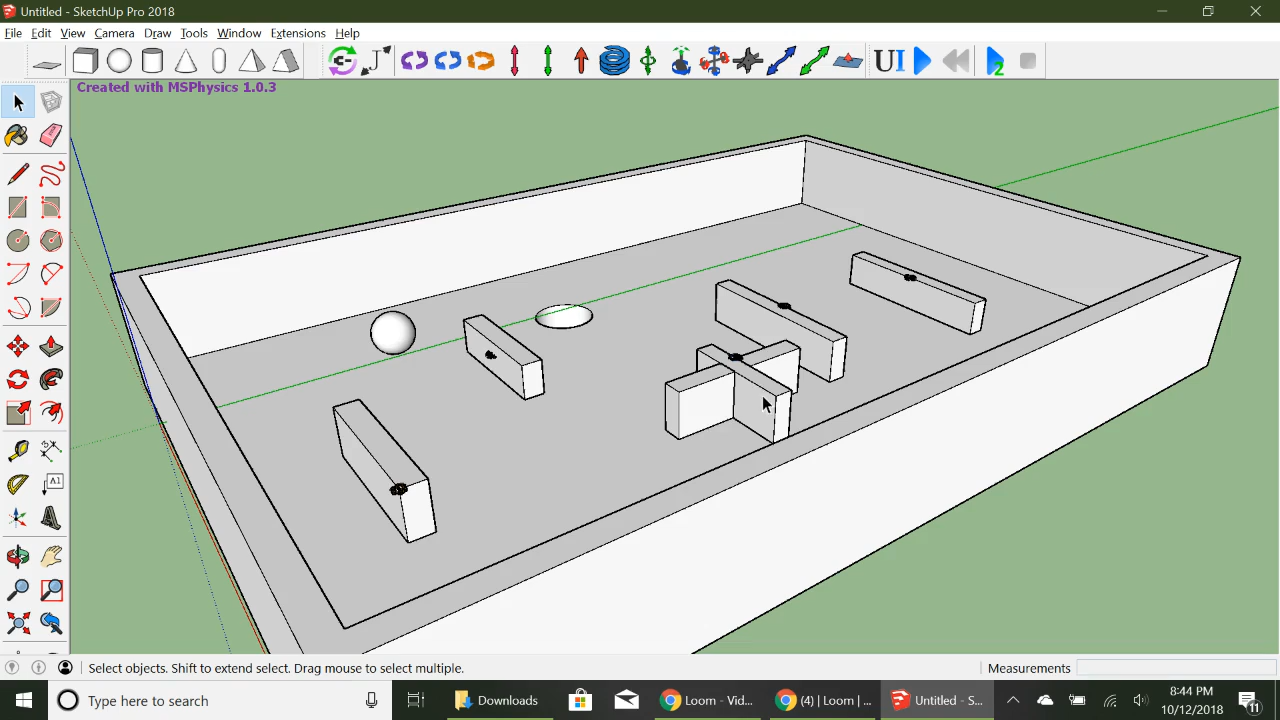 Untitled - SketchUp Pro 2018
File Edit View Camera Draw Tools Window Extensions Help
UI
2
Created with MSPhysics 1.0.3
A1
Select objects. Shift to extend select. Drag mouse to select multiple.
Measurements
Type here to search
Downloads
Loom - Vid...
(4) | Loom | ...
Untitled - S...
8:44 PM
10/12/2018
11